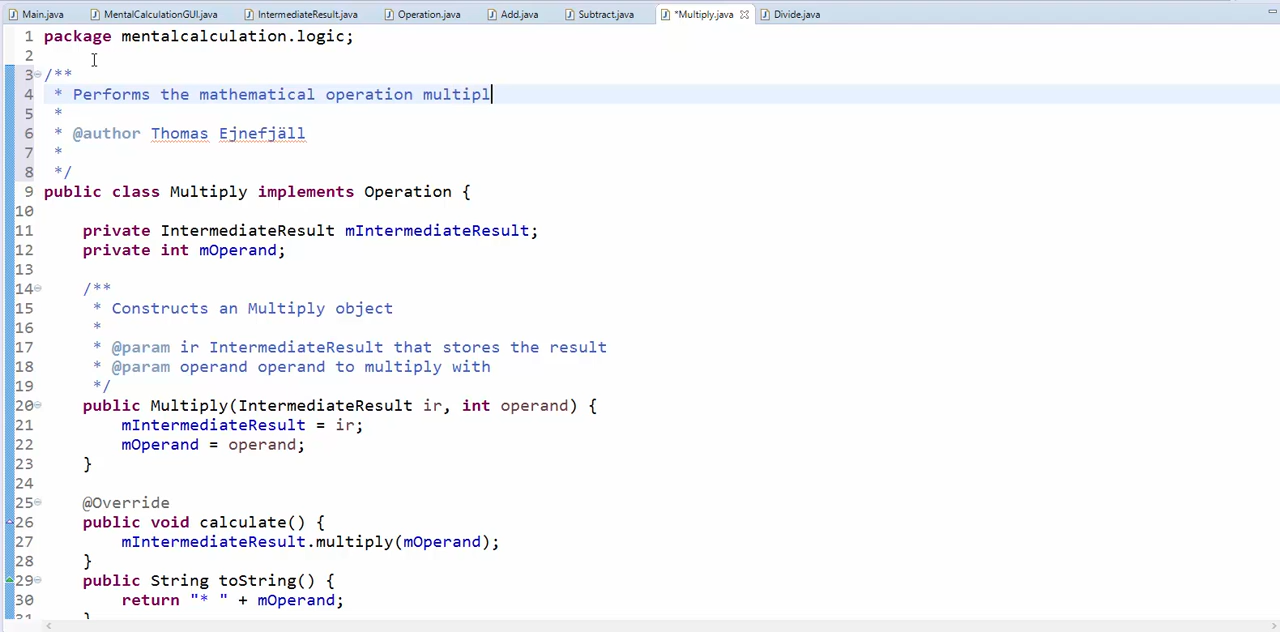 Main.java MentalCalculationGUI.java IntermediateResult.java Operation.java Add.java Subtract.java *Multiply.java Divide.java
1 package mentalcalculation.logic;
2
3 /**
4 * Performs the mathematical operation multipl
5 *
6 * @author Thomas Ejnefjäll
7 *
8 */
9 public class Multiply implements Operation {
10
11 private IntermediateResult mIntermediateResult;
12 private int mOperand;
13
14 /**
15 * Constructs an Multiply object
16 *
17 * @param ir IntermediateResult that stores the result
18 * @param operand operand to multiply with
19 */
20 public Multiply(IntermediateResult ir, int operand) {
21 mIntermediateResult = ir;
22 mOperand = operand;
23 }
24
25 @Override
26 public void calculate() {
27 mIntermediateResult.multiply(mOperand);
28 }
29 public String toString() {
30 return "* " + mOperand;
31 }